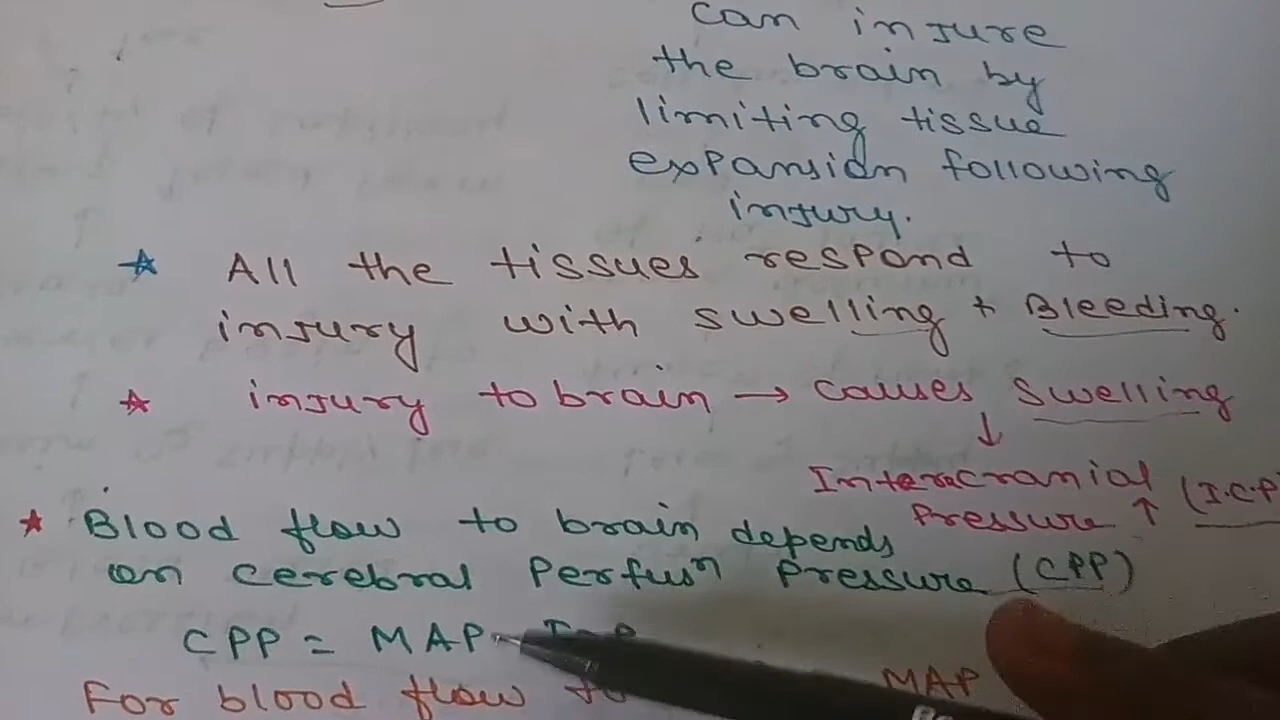 can injure
the brain by
limiting tissue
expansion following
injury.
☆ All the tissues respond to
injury with swelling + Bleeding.
☆ injury to brain → causes swelling
↓
Interacranial
Pressure ↑ (I.C.P
★ Blood flow to brain depends
on cerebral Perfusn Pressure (CPP)
CPP = MAP
For blood flow to
MAP